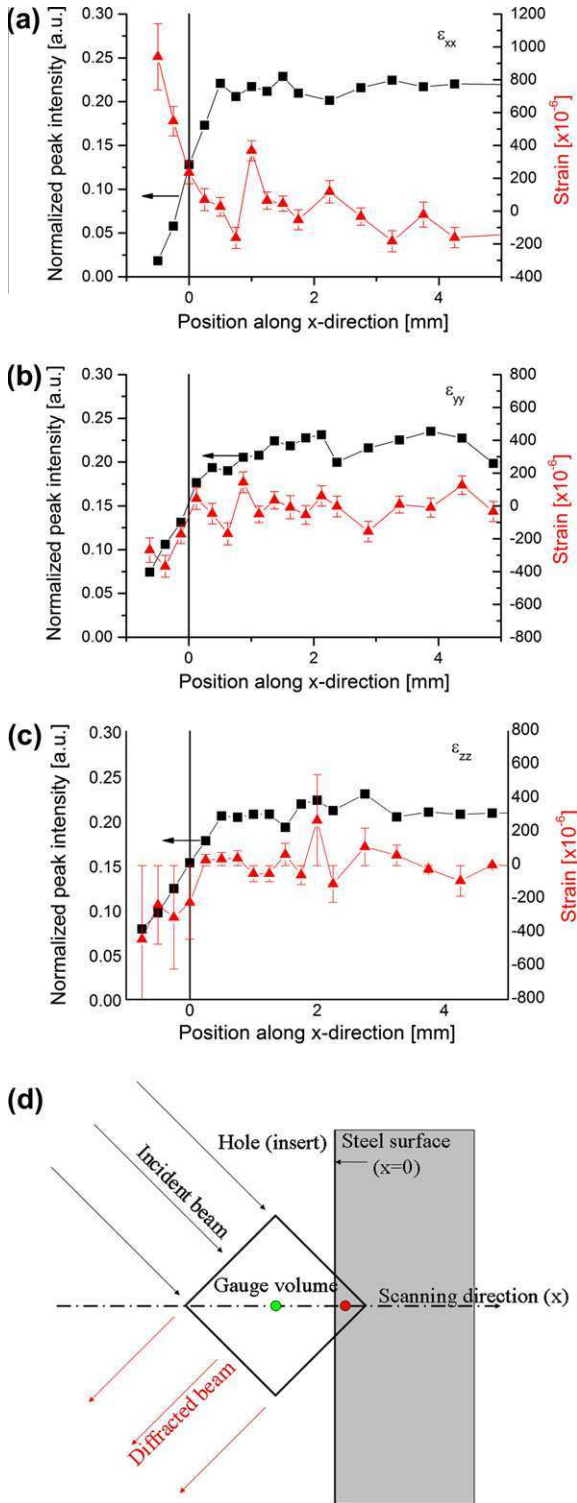 (a)
ε_xx
Normalized peak intensity [a.u.]
0.30
0.25
0.20
0.15
0.10
0.05
0.00
1200
1000
800
600
400
200
0
-200
-400
Strain [x10⁻⁶]
0 2 4
Position along x-direction [mm]
(b)
ε_yy
Normalized peak intensity [a.u.]
0.30
0.25
0.20
0.15
0.10
0.05
0.00
800
600
400
200
0
-200
-400
-600
-800
Strain [x10⁻⁶]
0 2 4
Position along x-direction [mm]
(c)
ε_zz
Normalized peak intensity [a.u.]
0.30
0.25
0.20
0.15
0.10
0.05
0.00
800
600
400
200
0
-200
-400
-600
-800
Strain [x10⁻⁶]
0 2 4
Position along x-direction [mm]
(d)
Hole (insert)
Steel surface
(x=0)
Incident beam
Gauge volume
Scanning direction (x)
Diffracted beam